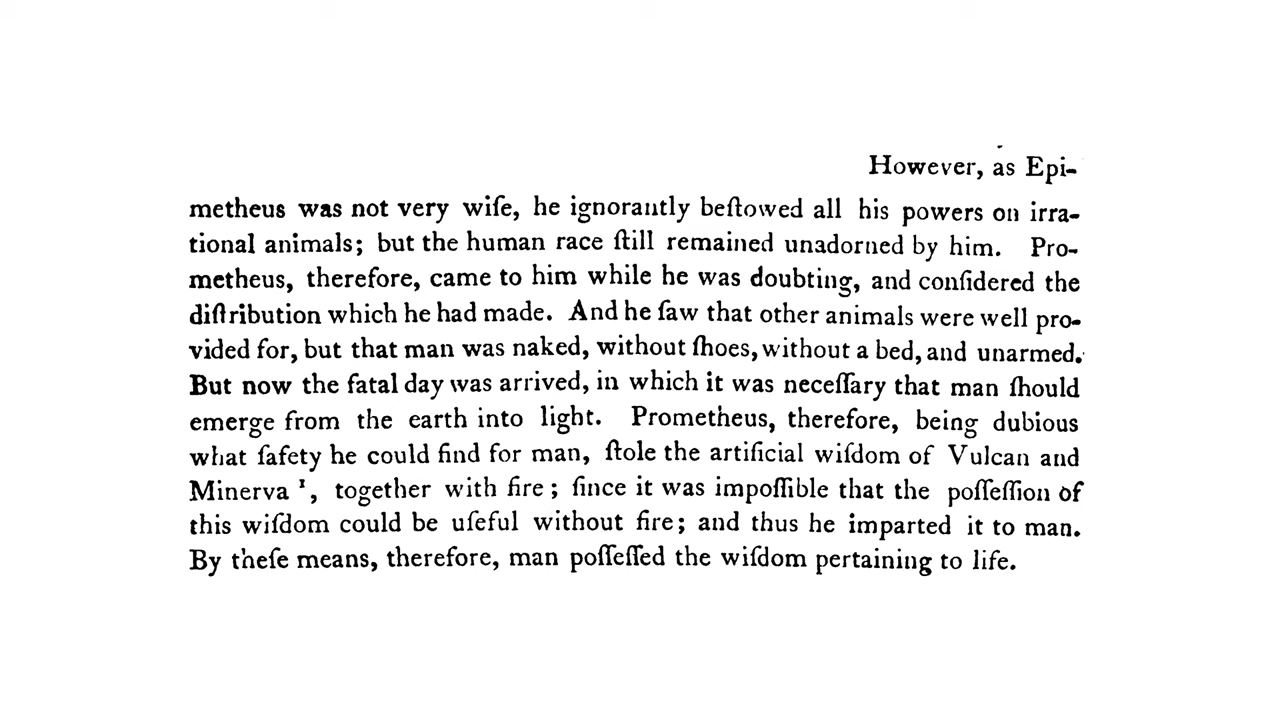 However, as Epi-
metheus was not very wiſe, he ignorantly beſtowed all his powers on irra-
tional animals; but the human race ſtill remained unadorned by him. Pro-
metheus, therefore, came to him while he was doubting, and conſidered the
diſtribution which he had made. And he ſaw that other animals were well pro-
vided for, but that man was naked, without ſhoes, without a bed, and unarmed.
But now the fatal day was arrived, in which it was neceſſary that man ſhould
emerge from the earth into light. Prometheus, therefore, being dubious
what ſafety he could find for man, ſtole the artificial wiſdom of Vulcan and
Minerva ¹, together with fire; ſince it was impoſſible that the poſſeſſion of
this wiſdom could be uſeful without fire; and thus he imparted it to man.
By theſe means, therefore, man poſſeſſed the wiſdom pertaining to life.